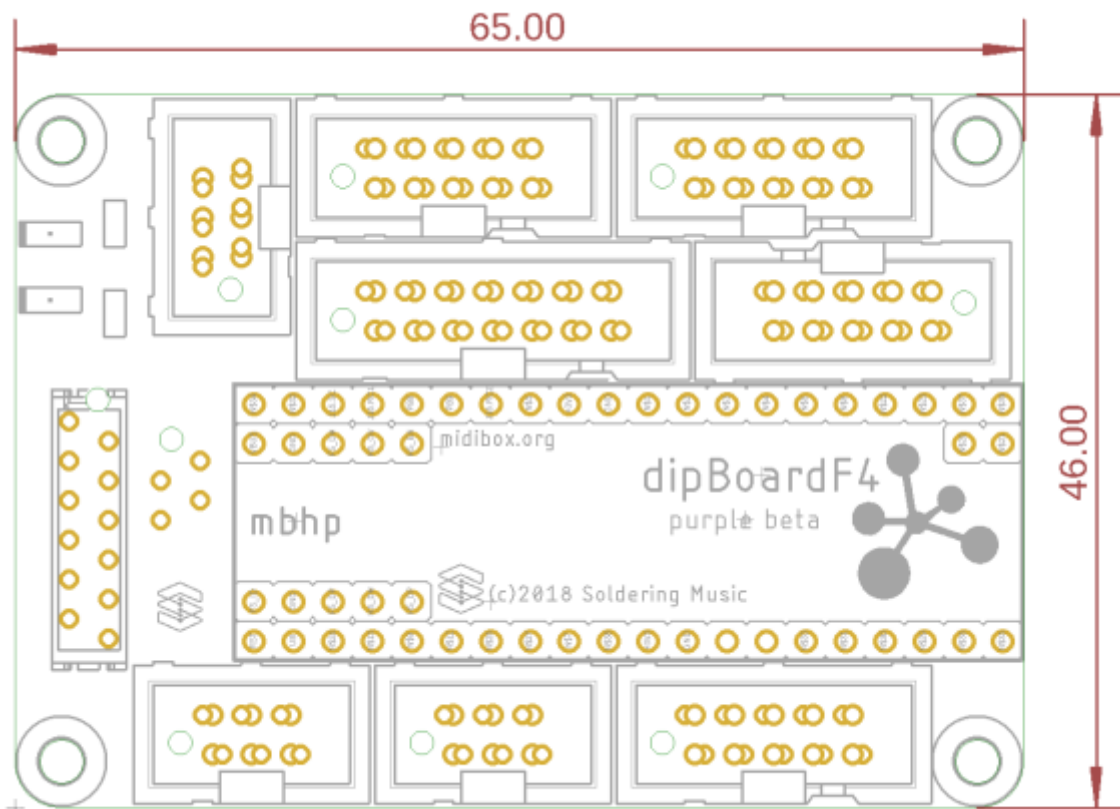 65.00
46.00
midibox.org
dipBoardF4
purple beta
mbhp
(c)2018 Soldering Music